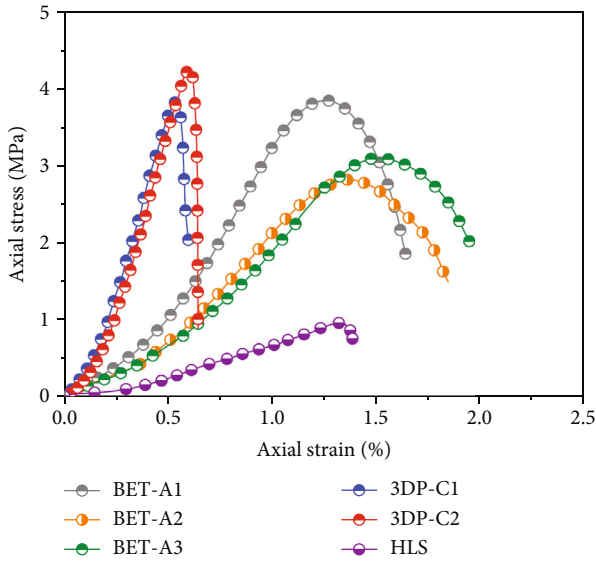 5
4
3
2
1
0
Axial stress (MPa)
0.0 0.5 1.0 1.5 2.0 2.5
Axial strain (%)
BET-A1 3DP-C1
BET-A2 3DP-C2
BET-A3 HLS